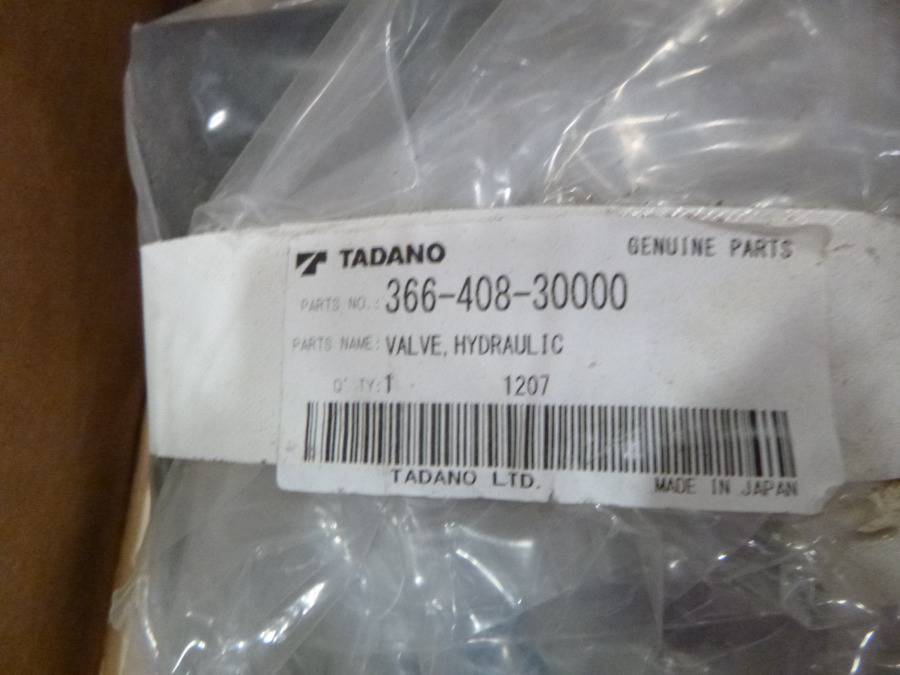 TADANO GENUINE PARTS
PARTS NO.: 366-408-30000
PARTS NAME: VALVE, HYDRAULIC
Q'TY: 1 1207
TADANO LTD. MADE IN JAPAN